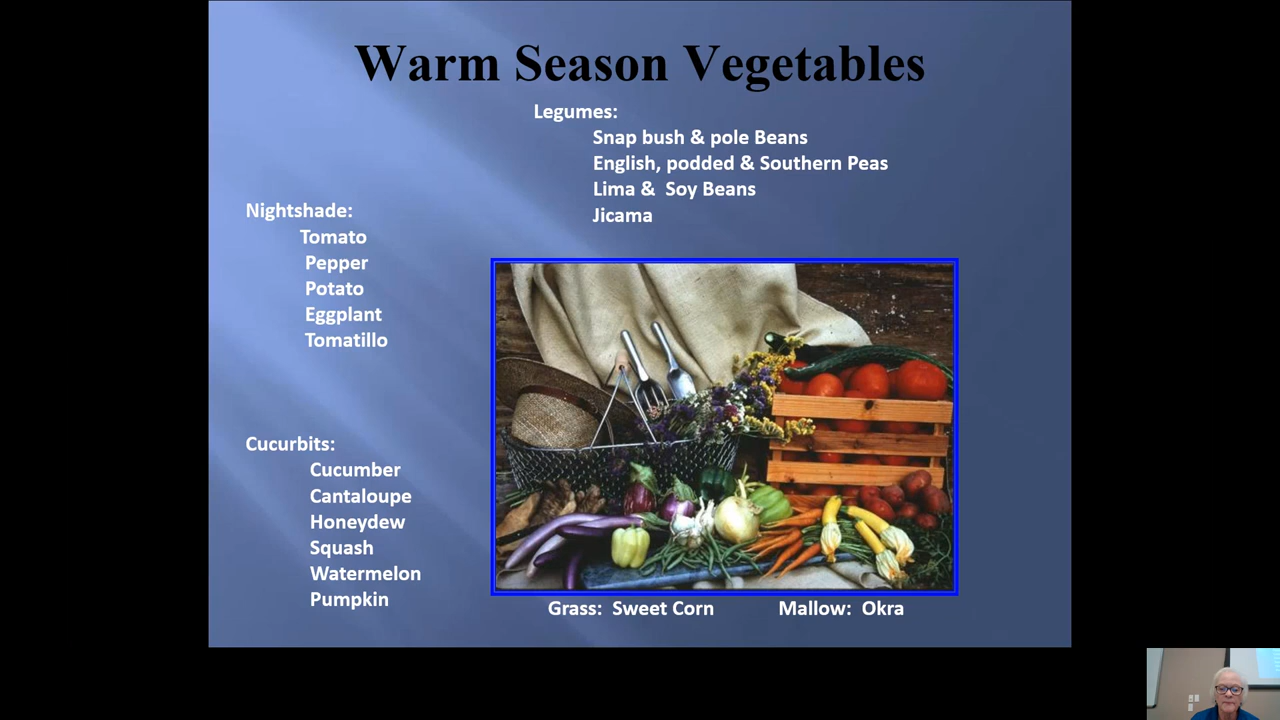 Warm Season Vegetables
Legumes:
Snap bush & pole Beans
English, podded & Southern Peas
Lima & Soy Beans
Jicama
Nightshade:
Tomato
Pepper
Potato
Eggplant
Tomatillo
Cucurbits:
Cucumber
Cantaloupe
Honeydew
Squash
Watermelon
Pumpkin
Grass: Sweet Corn
Mallow: Okra